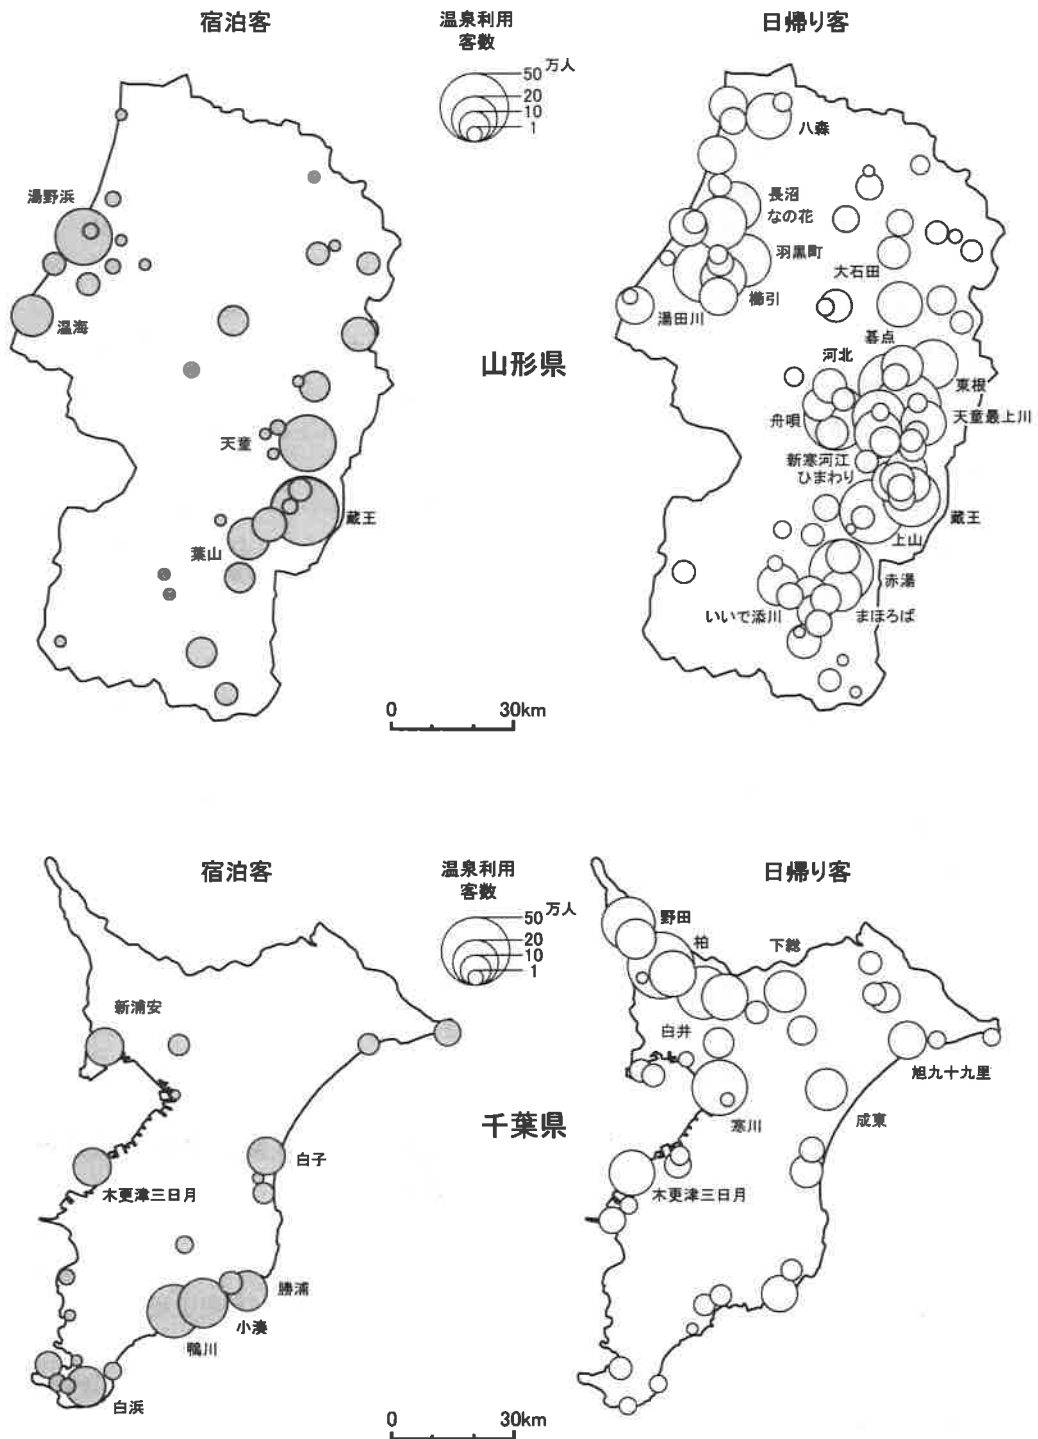 宿泊客
温泉利用
客数
50 万人
20
10
1
日帰り客
八森
湯野浜
長沼
なの花
羽黒町
大石田
櫛引
温海
湯田川
碁点
山形県
河北
東根
天童
舟唄
天童最上川
新寒河江
ひまわり
蔵王
蔵王
葉山
上山
赤湯
いいで添川
まほろば
0 30km
宿泊客
温泉利用
客数
50 万人
20
10
1
日帰り客
野田
柏
下総
新浦安
白井
旭九十九里
千葉県
寒川
成東
白子
木更津三日月
木更津三日月
勝浦
小湊
鴨川
白浜
0 30km